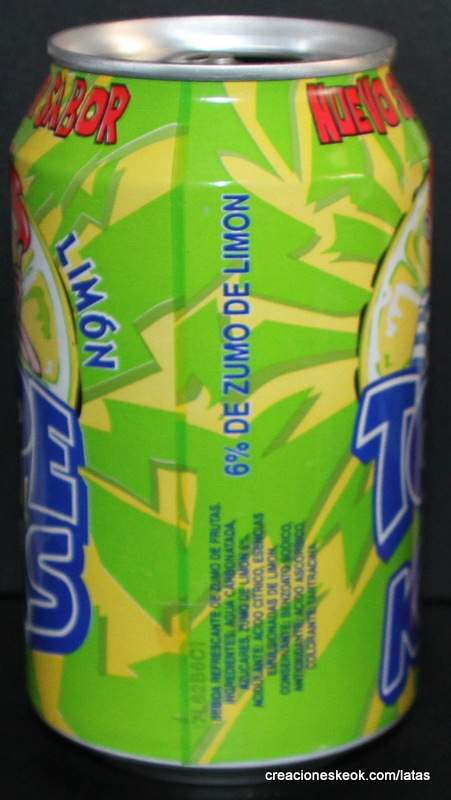 SABOR
NUEVO
LIMÓN
6% DE ZUMO DE LIMON
BEBIDA REFRESCANTE DE ZUMO DE FRUTAS.
INGREDIENTES: AGUA CARBONATADA,
AZUCARES, ZUMO DE LIMON 6%,
ACIDULANTE: ACIDO CITRICO, ESENCIAS
EMULSIONADAS DE LIMON,
CONSERVANTE: BENZOATO SODICO,
ANTIOXIDANTE: ACIDO ASCORBICO,
COLORANTE: TARTRACINA.
creacioneskeok.com/latas